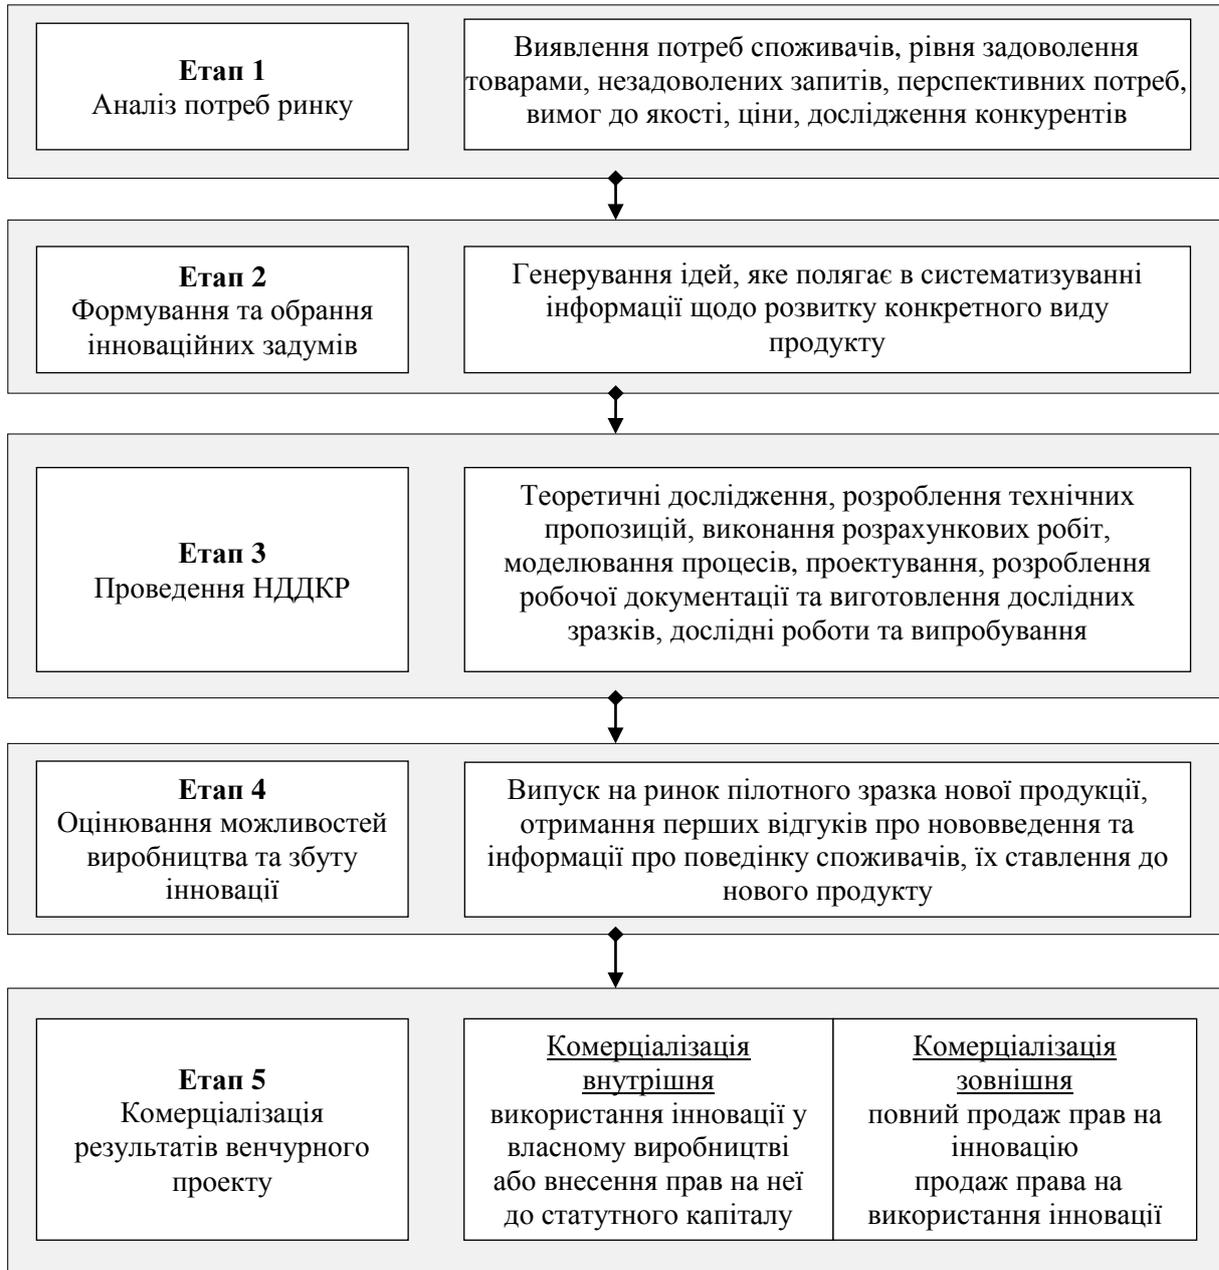 Етап 1
Аналіз потреб ринку
Виявлення потреб споживачів, рівня задоволення
товарами, незадоволених запитів, перспективних потреб,
вимог до якості, ціни, дослідження конкурентів
Етап 2
Формування та обрання
інноваційних задумів
Генерування ідей, яке полягає в систематизуванні
інформації щодо розвитку конкретного виду
продукту
Етап 3
Проведення НДДКР
Теоретичні дослідження, розроблення технічних
пропозицій, виконання розрахункових робіт,
моделювання процесів, проектування, розроблення
робочої документації та виготовлення дослідних
зразків, дослідні роботи та випробування
Етап 4
Оцінювання можливостей
виробництва та збуту
інновації
Випуск на ринок пілотного зразка нової продукції,
отримання перших відгуків про нововведення та
інформації про поведінку споживачів, їх ставлення до
нового продукту
Етап 5
Комерціалізація
результатів венчурного
проекту
Комерціалізація
внутрішня
використання інновації у
власному виробництві
або внесення прав на неї
до статутного капіталу
Комерціалізація
зовнішня
повний продаж прав на
інновацію
продаж права на
використання інновації